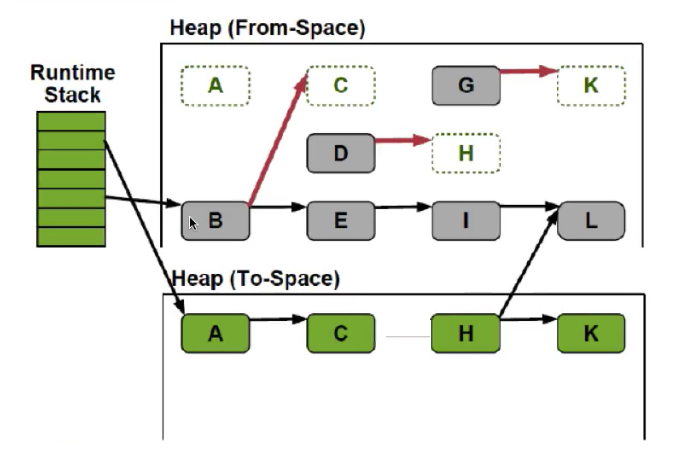 Heap (From-Space)
Runtime
Stack
A
C
G
K
D
H
B
E
I
L
Heap (To-Space)
A
C
H
K